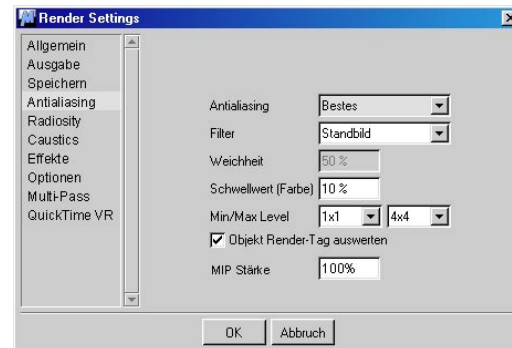 Render Settings
Allgemein
Ausgabe
Speichern
Antialiasing
Radiosity
Caustics
Effekte
Optionen
Multi-Pass
QuickTime VR
Antialiasing Bestes
Filter Standbild
Weichheit 50 %
Schwellwert (Farbe) 10 %
Min/Max Level 1x1 4x4
Objekt Render-Tag auswerten
MIP Stärke 100%
OK Abbruch